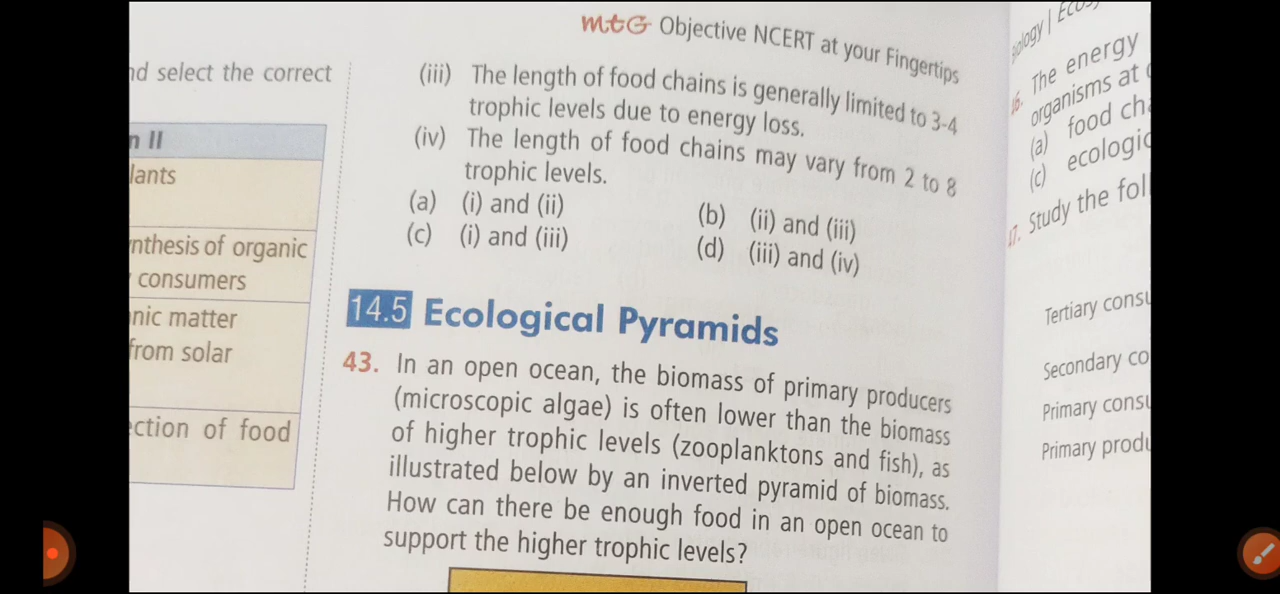 mtG Objective NCERT at your Fingertips
nd select the correct
n II
lants
nthesis of organic
consumers
nic matter
from solar
ction of food
(iii) The length of food chains is generally limited to 3-4
trophic levels due to energy loss.
(iv) The length of food chains may vary from 2 to 8
trophic levels.
(a) (i) and (ii) (b) (ii) and (iii)
(c) (i) and (iii) (d) (iii) and (iv)
14.5 Ecological Pyramids
43. In an open ocean, the biomass of primary producers
(microscopic algae) is often lower than the biomass
of higher trophic levels (zooplanktons and fish), as
illustrated below by an inverted pyramid of biomass.
How can there be enough food in an open ocean to
support the higher trophic levels?
ology | Ecosy
6. The energy
organisms at
(a) food cha
(c) ecologic
17. Study the fol
Tertiary consu
Secondary co
Primary consu
Primary produ